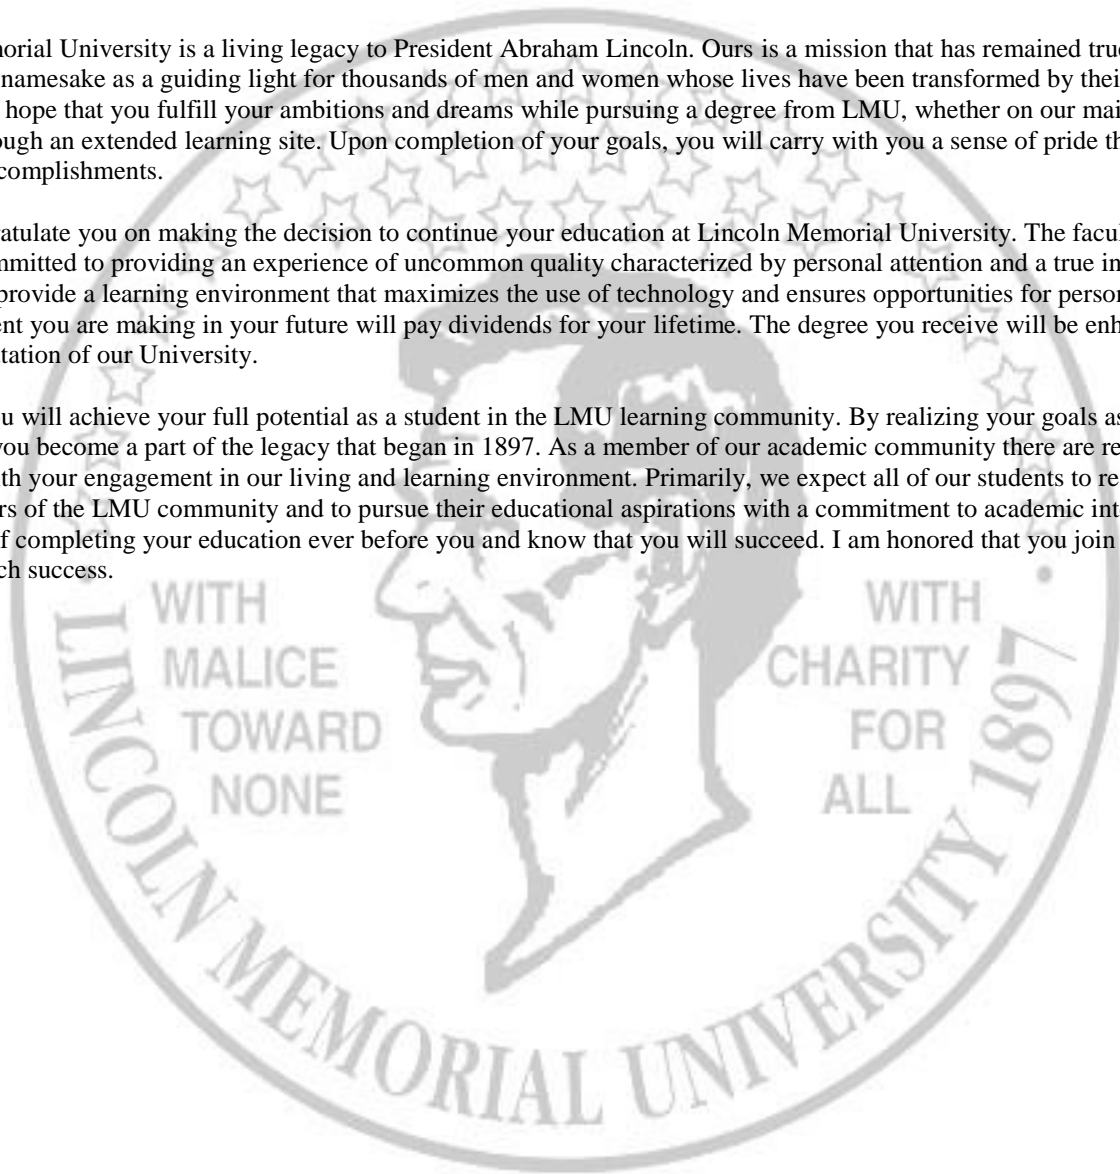 morial University is a living legacy to President Abraham Lincoln. Ours is a mission that has remained true
namesake as a guiding light for thousands of men and women whose lives have been transformed by their
hope that you fulfill your ambitions and dreams while pursuing a degree from LMU, whether on our mai
ough an extended learning site. Upon completion of your goals, you will carry with you a sense of pride th
complishments.
ratulate you on making the decision to continue your education at Lincoln Memorial University. The facul
mmitted to providing an experience of uncommon quality characterized by personal attention and a true in
provide a learning environment that maximizes the use of technology and ensures opportunities for person
ent you are making in your future will pay dividends for your lifetime. The degree you receive will be enh
tation of our University.
u will achieve your full potential as a student in the LMU learning community. By realizing your goals as
you become a part of the legacy that began in 1897. As a member of our academic community there are re
th your engagement in our living and learning environment. Primarily, we expect all of our students to re
rs of the LMU community and to pursue their educational aspirations with a commitment to academic int
f completing your education ever before you and know that you will succeed. I am honored that you join
ch success.
WITH
MALICE
TOWARD
NONE
WITH
CHARITY
FOR
ALL
LINCOLN MEMORIAL UNIVERSITY 1897